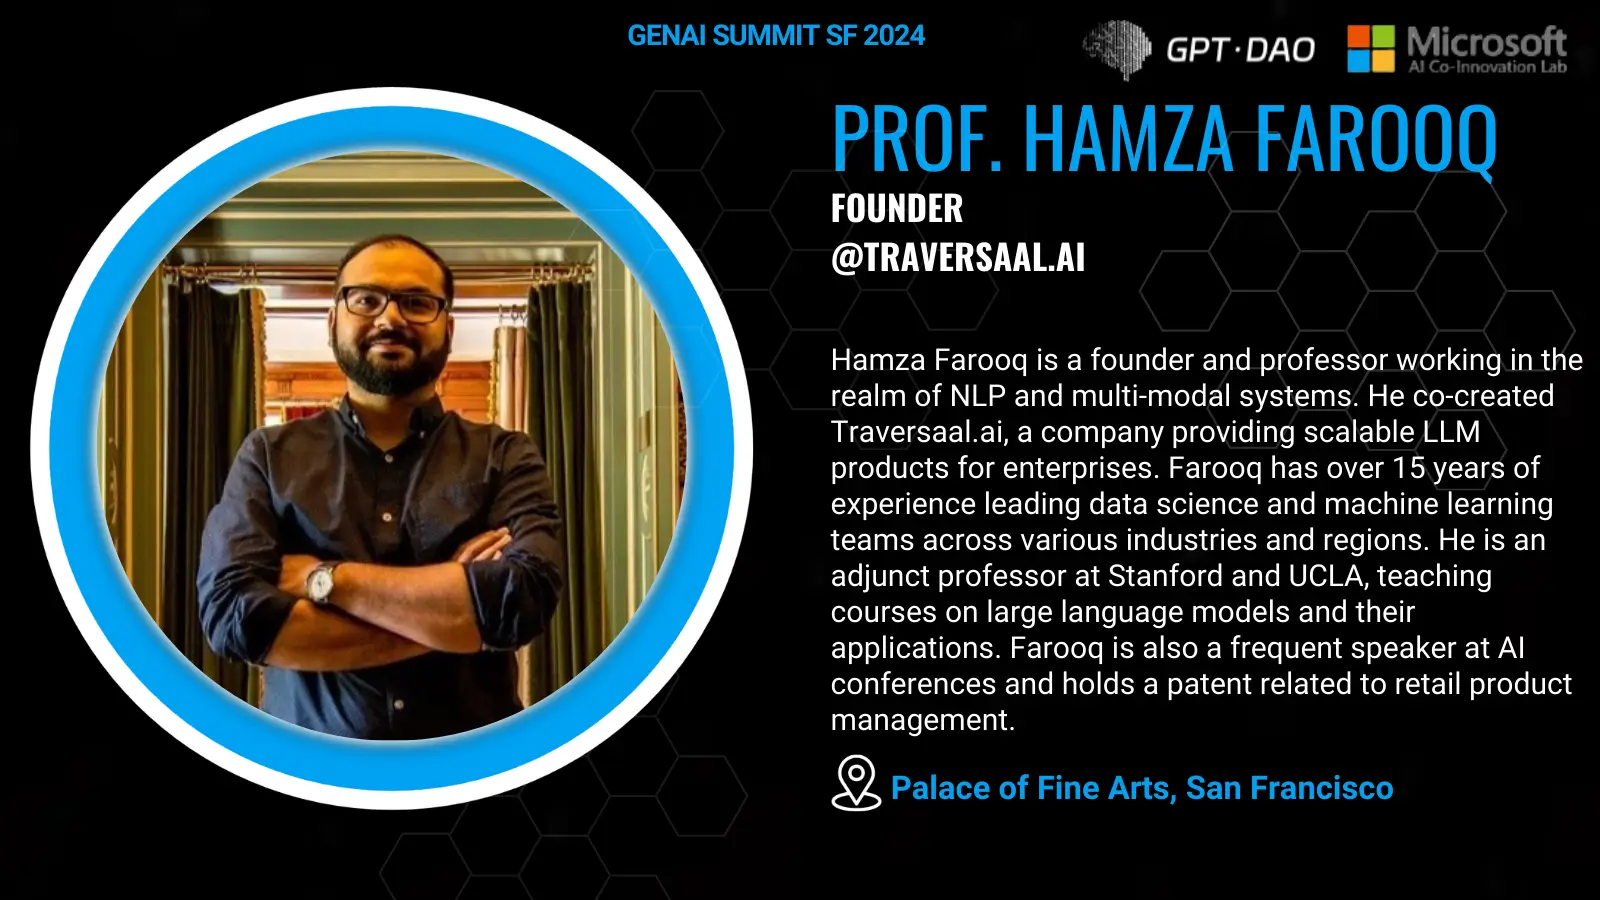 GENAI SUMMIT SF 2024
GPT·DAO
Microsoft
AI Co-Innovation Lab
PROF. HAMZA FAROOQ
FOUNDER
@TRAVERSAAL.AI
Hamza Farooq is a founder and professor working in the
realm of NLP and multi-modal systems. He co-created
Traversaal.ai, a company providing scalable LLM
products for enterprises. Farooq has over 15 years of
experience leading data science and machine learning
teams across various industries and regions. He is an
adjunct professor at Stanford and UCLA, teaching
courses on large language models and their
applications. Farooq is also a frequent speaker at AI
conferences and holds a patent related to retail product
management.
Palace of Fine Arts, San Francisco